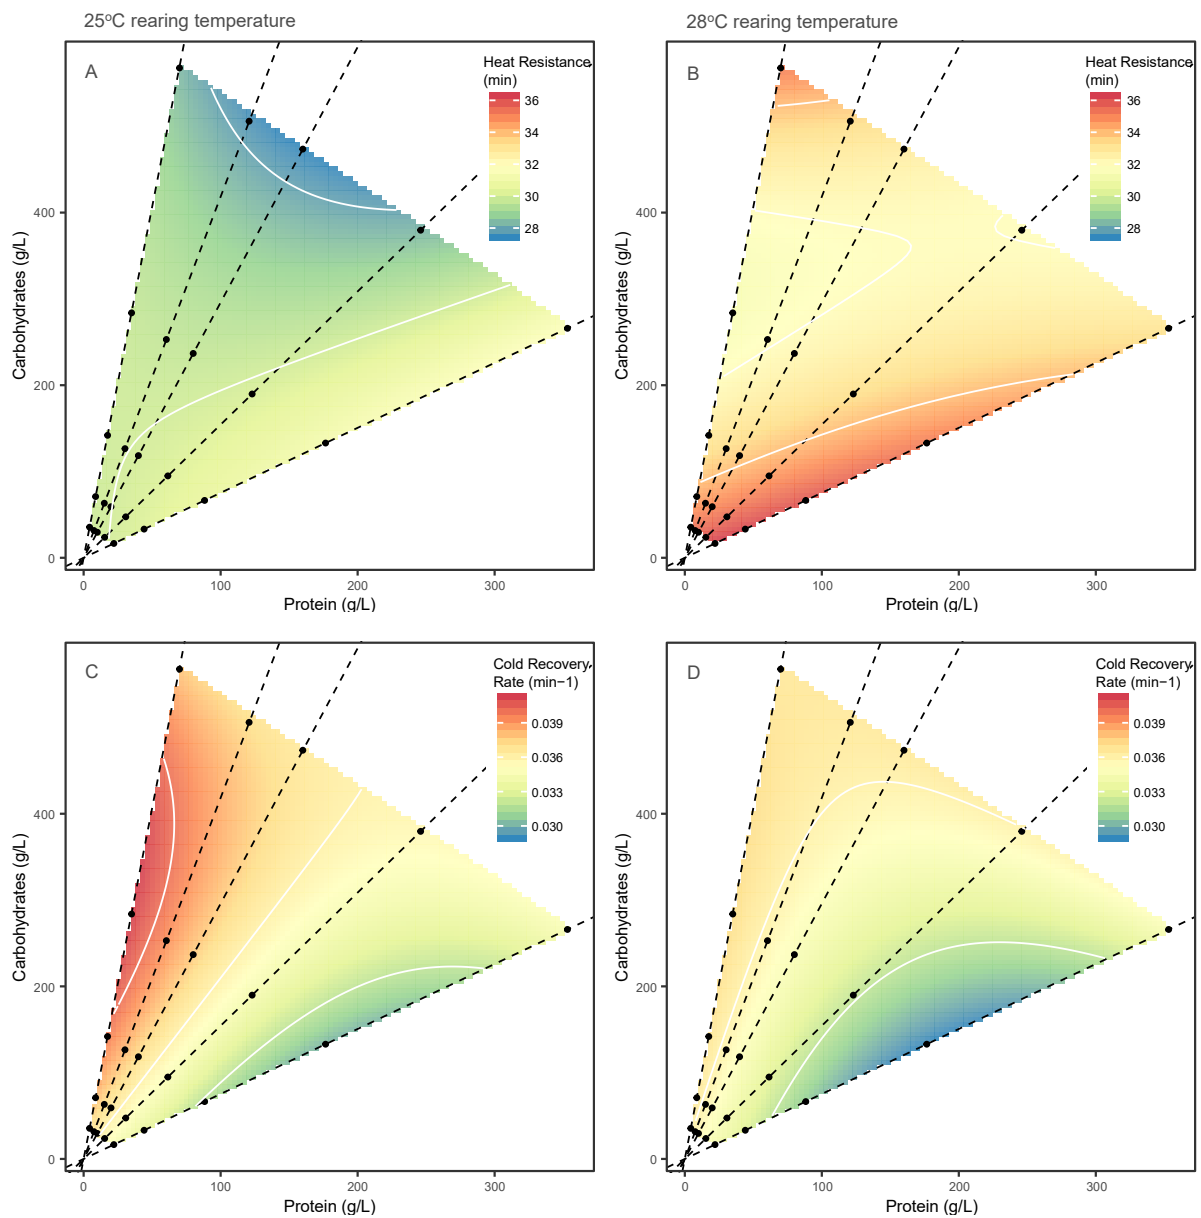 25°C rearing temperature
28°C rearing temperature
A
Heat Resistance
(min)
36
34
32
30
28
400
200
0
Carbohydrates (g/L)
0
100
200
300
Protein (g/L)
B
Heat Resistance
(min)
36
34
32
30
28
400
200
0
Carbohydrates (g/L)
0
100
200
300
Protein (g/L)
C
Cold Recovery
Rate (min−1)
0.039
0.036
0.033
0.030
400
200
0
Carbohydrates (g/L)
0
100
200
300
Protein (g/L)
D
Cold Recovery
Rate (min−1)
0.039
0.036
0.033
0.030
400
200
0
Carbohydrates (g/L)
0
100
200
300
Protein (g/L)